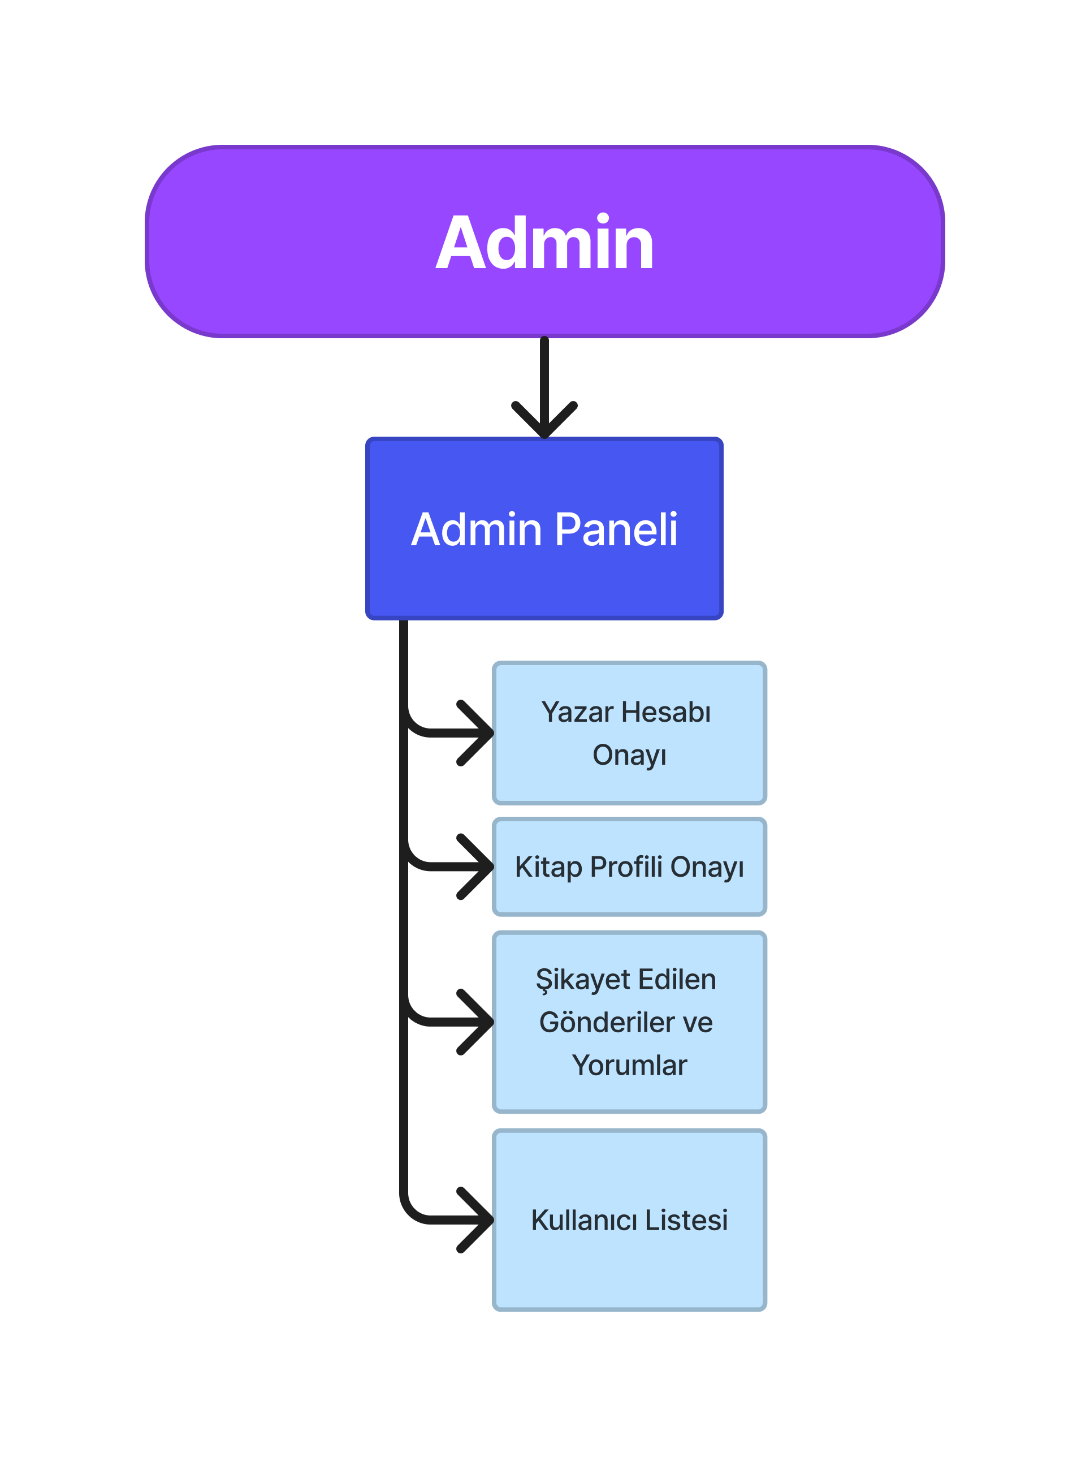 Admin
Admin Paneli
Yazar Hesabı
Onayı
Kitap Profili Onayı
Şikayet Edilen
Gönderiler ve
Yorumlar
Kullanıcı Listesi